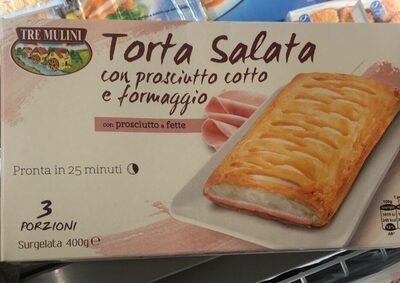 TRE MULINI
Torta Salata
con prosciutto cotto
e formaggio
con prosciutto a fette
Pronta in 25 minuti
3
PORZIONI
Surgelata 400g e
100g